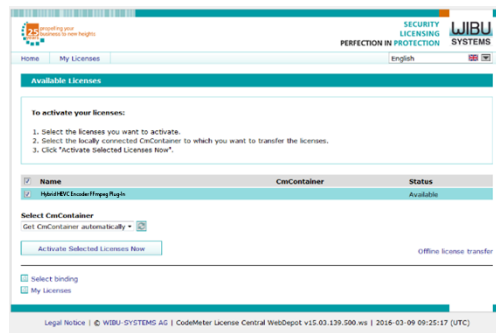 25 propelling your
business to new heights
SECURITY
LICENSING
PERFECTION IN PROTECTION
WIBU
SYSTEMS
Home My Licenses English
Available Licenses
To activate your licenses:
1. Select the licenses you want to activate.
2. Select the locally connected CmContainer to which you want to transfer the licenses.
3. Click "Activate Selected Licenses Now".
Name CmContainer Status
Hybrid HEVC Encoder FFmpeg Plug-in Available
Select CmContainer
Get CmContainer automatically
Activate Selected Licenses Now Offline license transfer
Select binding
My Licenses
Legal Notice | © WIBU-SYSTEMS AG | CodeMeter License Central WebDepot v15.03.139.500.ws | 2016-03-09 09:25:17 (UTC)